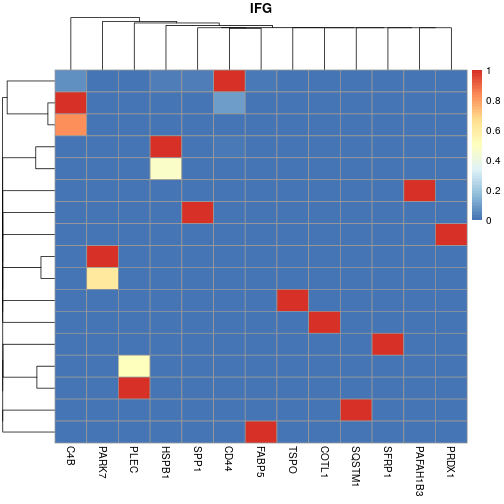 IFG
1
0.8
0.6
0.4
0.2
0
C4B
PARK7
PLEC
HSPB1
SPP1
CD44
FABP5
TSPO
COTL1
SQSTM1
SFRP1
PAFAH1B3
PRDX1